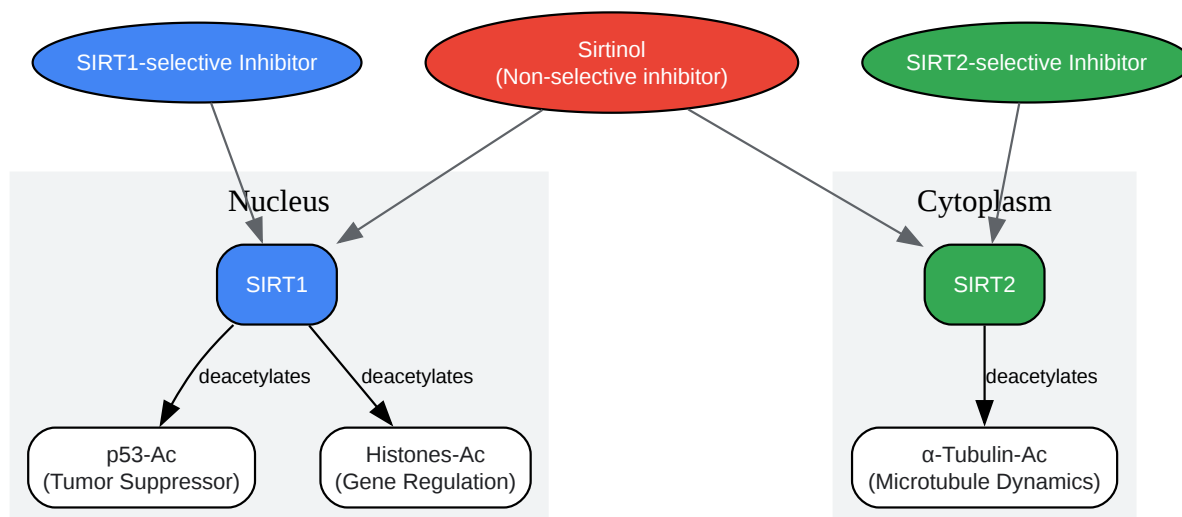 SIRT1-selective Inhibitor
Sirtinol
(Non-selective inhibitor)
SIRT2-selective Inhibitor
Nucleus
Cytoplasm
SIRT1
SIRT2
deacetylates
deacetylates
deacetylates
p53-Ac
(Tumor Suppressor)
Histones-Ac
(Gene Regulation)
α-Tubulin-Ac
(Microtubule Dynamics)